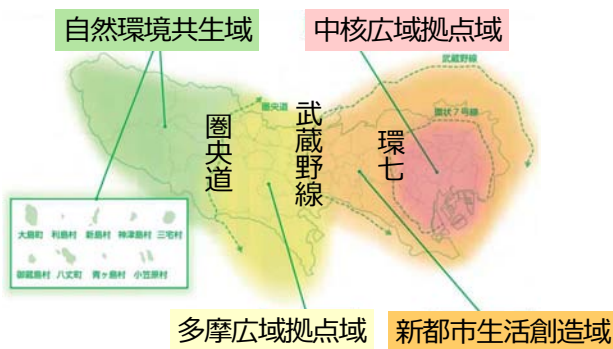 自然環境共生域
中核広域拠点域
武蔵野線
圏央道
環状7号線
圏央道
武蔵野線
環七
大島町 利島村 新島村 神津島村 三宅村
御蔵島村 八丈町 青ヶ島村 小笠原村
多摩広域拠点域
新都市生活創造域